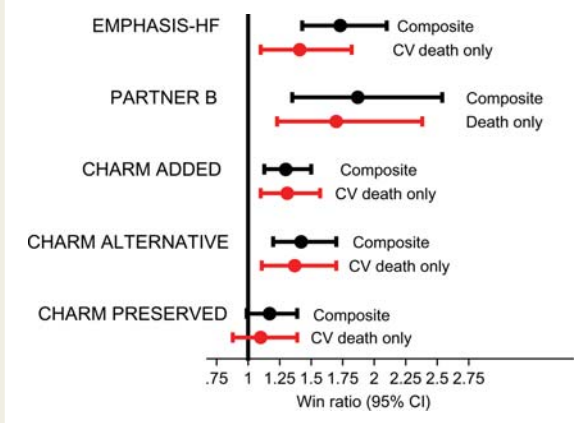 EMPHASIS-HF
Composite
CV death only
PARTNER B
Composite
Death only
CHARM ADDED
Composite
CV death only
CHARM ALTERNATIVE
Composite
CV death only
CHARM PRESERVED
Composite
CV death only
.75 1 1.25 1.5 1.75 2 2.25 2.5 2.75
Win ratio (95% CI)